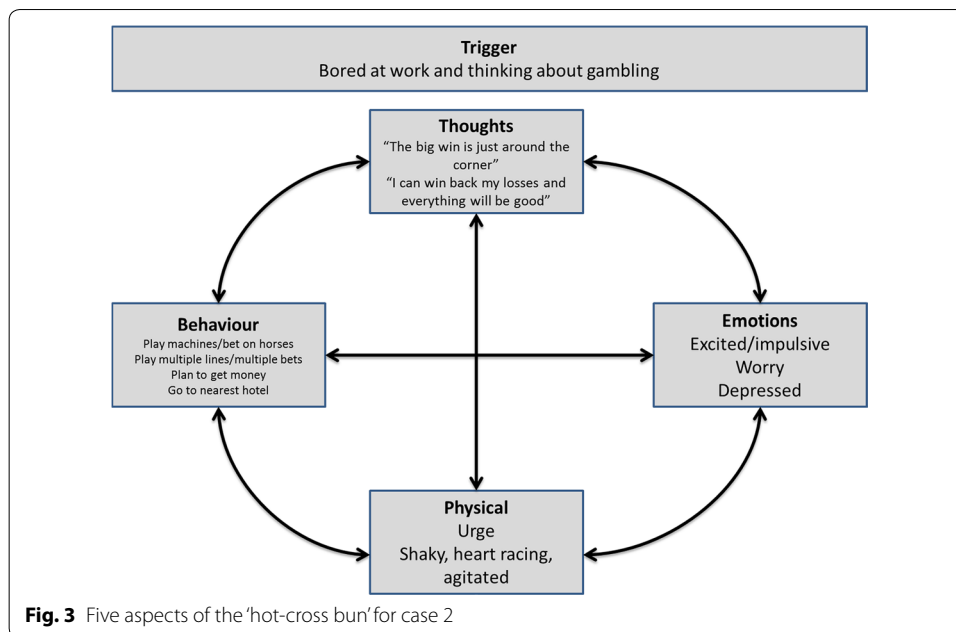 Trigger
Bored at work and thinking about gambling
Thoughts
“The big win is just around the
corner”
“I can win back my losses and
everything will be good”
Behaviour
Play machines/bet on horses
Play multiple lines/multiple bets
Plan to get money
Go to nearest hotel
Emotions
Excited/impulsive
Worry
Depressed
Physical
Urge
Shaky, heart racing,
agitated
Fig. 3 Five aspects of the ‘hot-cross bun’ for case 2